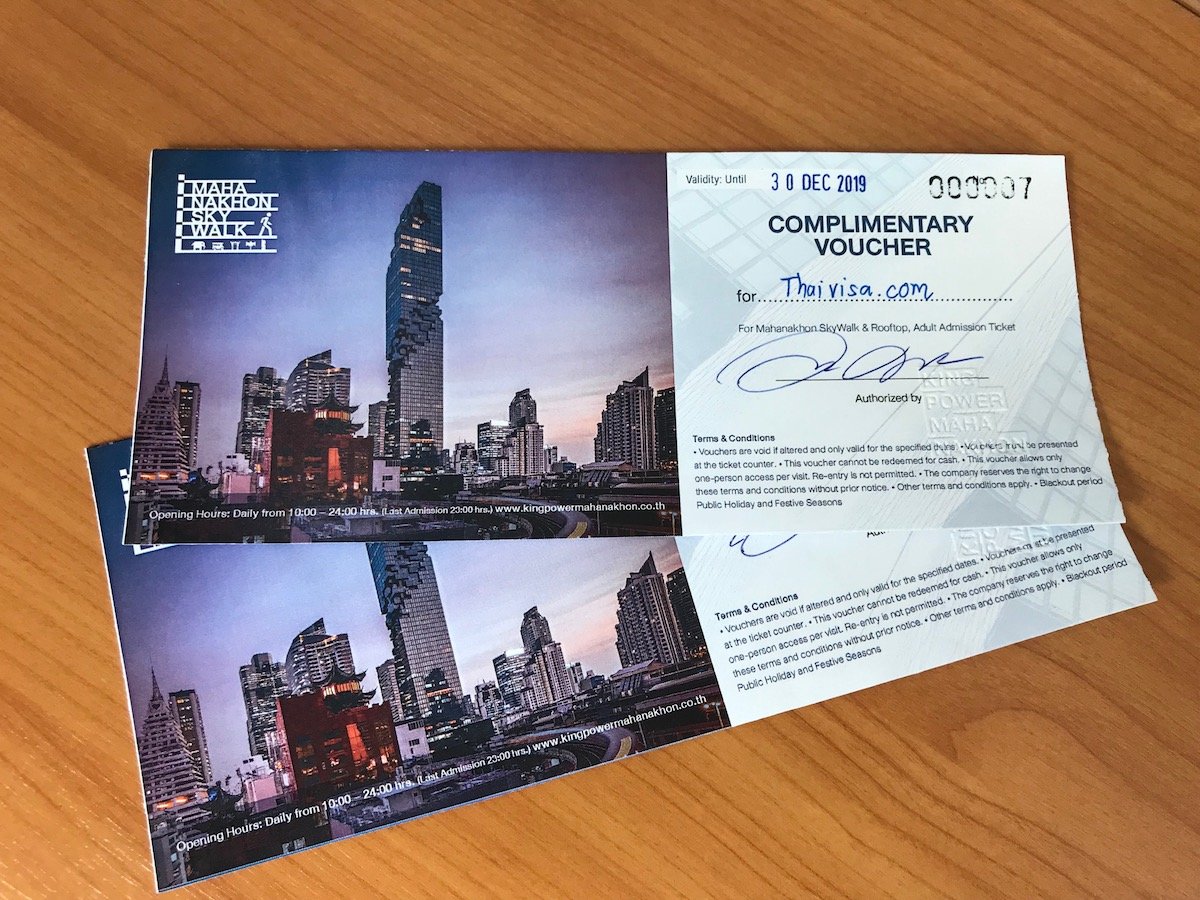 MAHA
NAKHON
SKY
WALK
Opening Hours: Daily from 10:00 – 24:00 hrs. (Last Admission 23:00 hrs.) www.kingpowermahanakhon.co.th
Validity: Until 30 DEC 2019 000007
COMPLIMENTARY
VOUCHER
for Thaivisa.com
For Mahanakhon SkyWalk & Rooftop, Adult Admission Ticket
Authorized by
KING
POWER
MAHA
Terms & Conditions
• Vouchers are void if altered and only valid for the specified dates. • Vouchers must be presented
at the ticket counter. • This voucher cannot be redeemed for cash. • This voucher allows only
one-person access per visit. Re-entry is not permitted. • The company reserves the right to change
these terms and conditions without prior notice. • Other terms and conditions apply. • Blackout period
Public Holiday and Festive Seasons
Opening Hours: Daily from 10:00 – 24:00 hrs. (Last Admission 23:00 hrs.) www.kingpowermahanakhon.co.th
Terms & Conditions
• Vouchers are void if altered and only valid for the specified dates. • Vouchers must be presented
at the ticket counter. • This voucher cannot be redeemed for cash. • This voucher allows only
one-person access per visit. Re-entry is not permitted. • The company reserves the right to change
these terms and conditions without prior notice. • Other terms and conditions apply. • Blackout period
Public Holiday and Festive Seasons